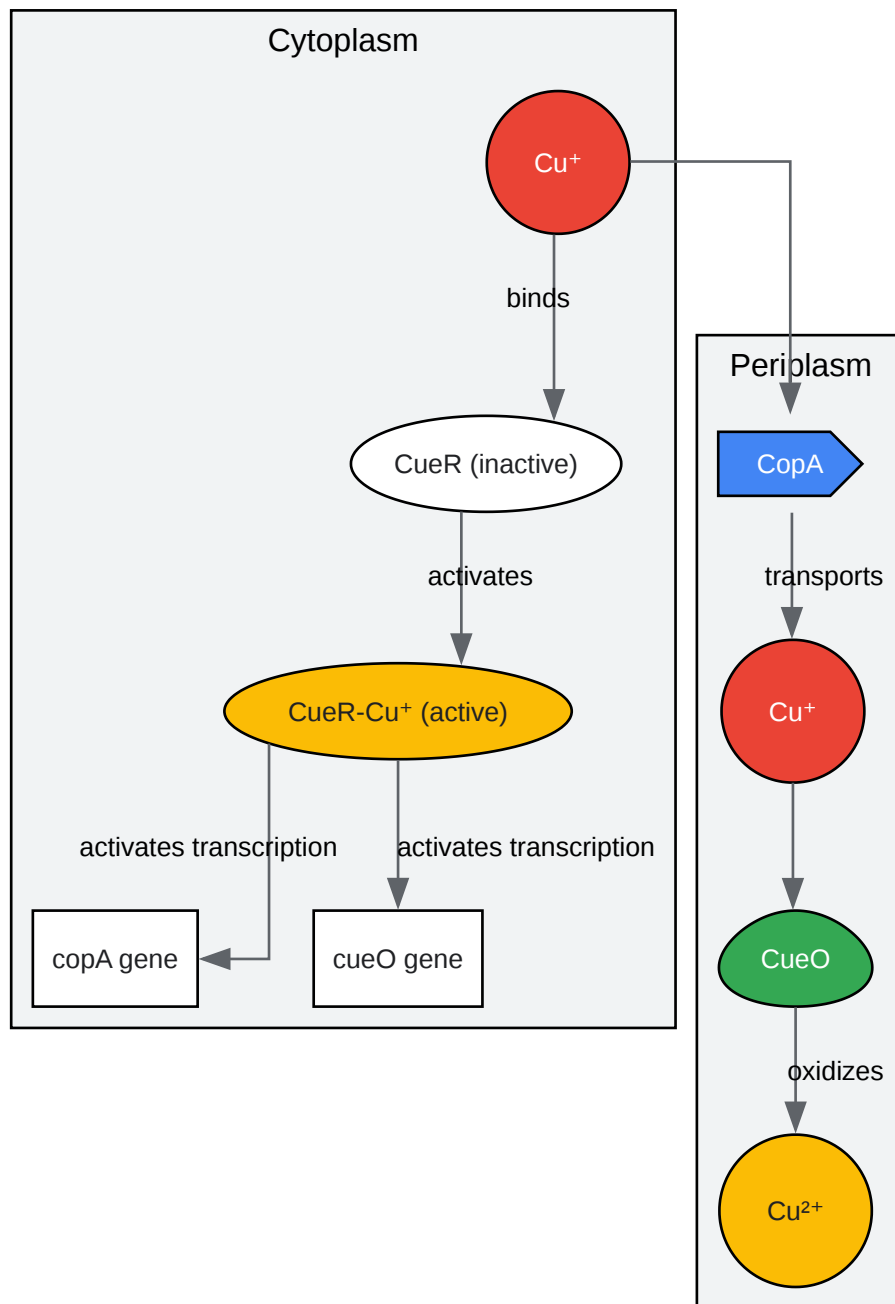 Cytoplasm
Cu⁺
binds
CueR (inactive)
activates
CueR-Cu⁺ (active)
activates transcription
activates transcription
copA gene
cueO gene
Periplasm
CopA
transports
Cu⁺
CueO
oxidizes
Cu²⁺